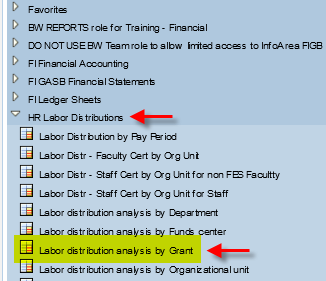 Favorites
BW REPORTS role for Training - Financial
DO NOT USE BW Team role to allow limited access to InfoArea FIGB
FI Financial Accounting
FI GASB Financial Statements
FI Ledger Sheets
HR Labor Distributions
Labor Distribution by Pay Period
Labor Distr - Faculty Cert by Org Unit
Labor Distr - Staff Cert by Org Unit for non FES Facultty
Labor Distr - Staff Cert by Org Unit for Staff
Labor distribution analysis by Department
Labor distribution analysis by Funds center
Labor distribution analysis by Grant
Labor distribution analysis by Organizational unit